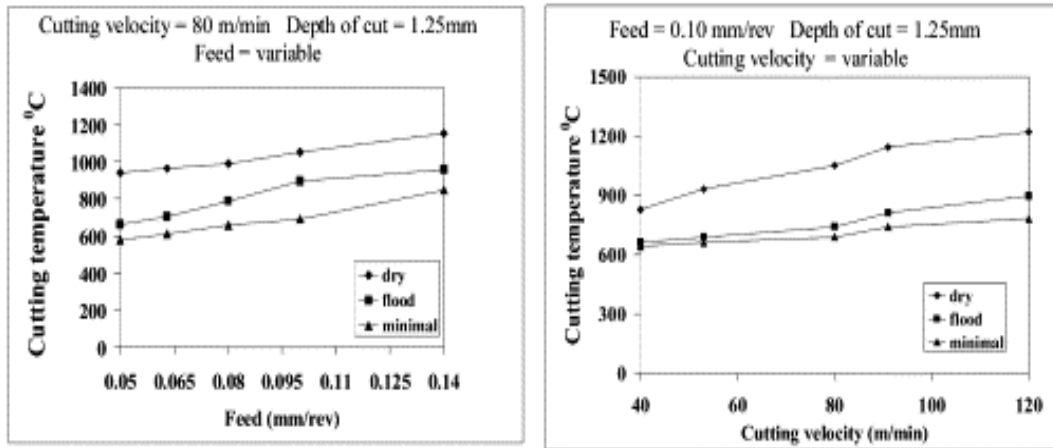 Cutting velocity = 80 m/min Depth of cut = 1.25mm
Feed = variable
Cutting temperature ⁰C
1400
1200
1000
800
600
400
200
0
dry
flood
minimal
0.05 0.065 0.08 0.095 0.11 0.125 0.14
Feed (mm/rev)
Feed = 0.10 mm/rev Depth of cut = 1.25mm
Cutting velocity = variable
Cutting temperature ⁰C
1500
1200
900
600
300
0
dry
flood
minimal
40 60 80 100 120
Cutting velocity (m/min)